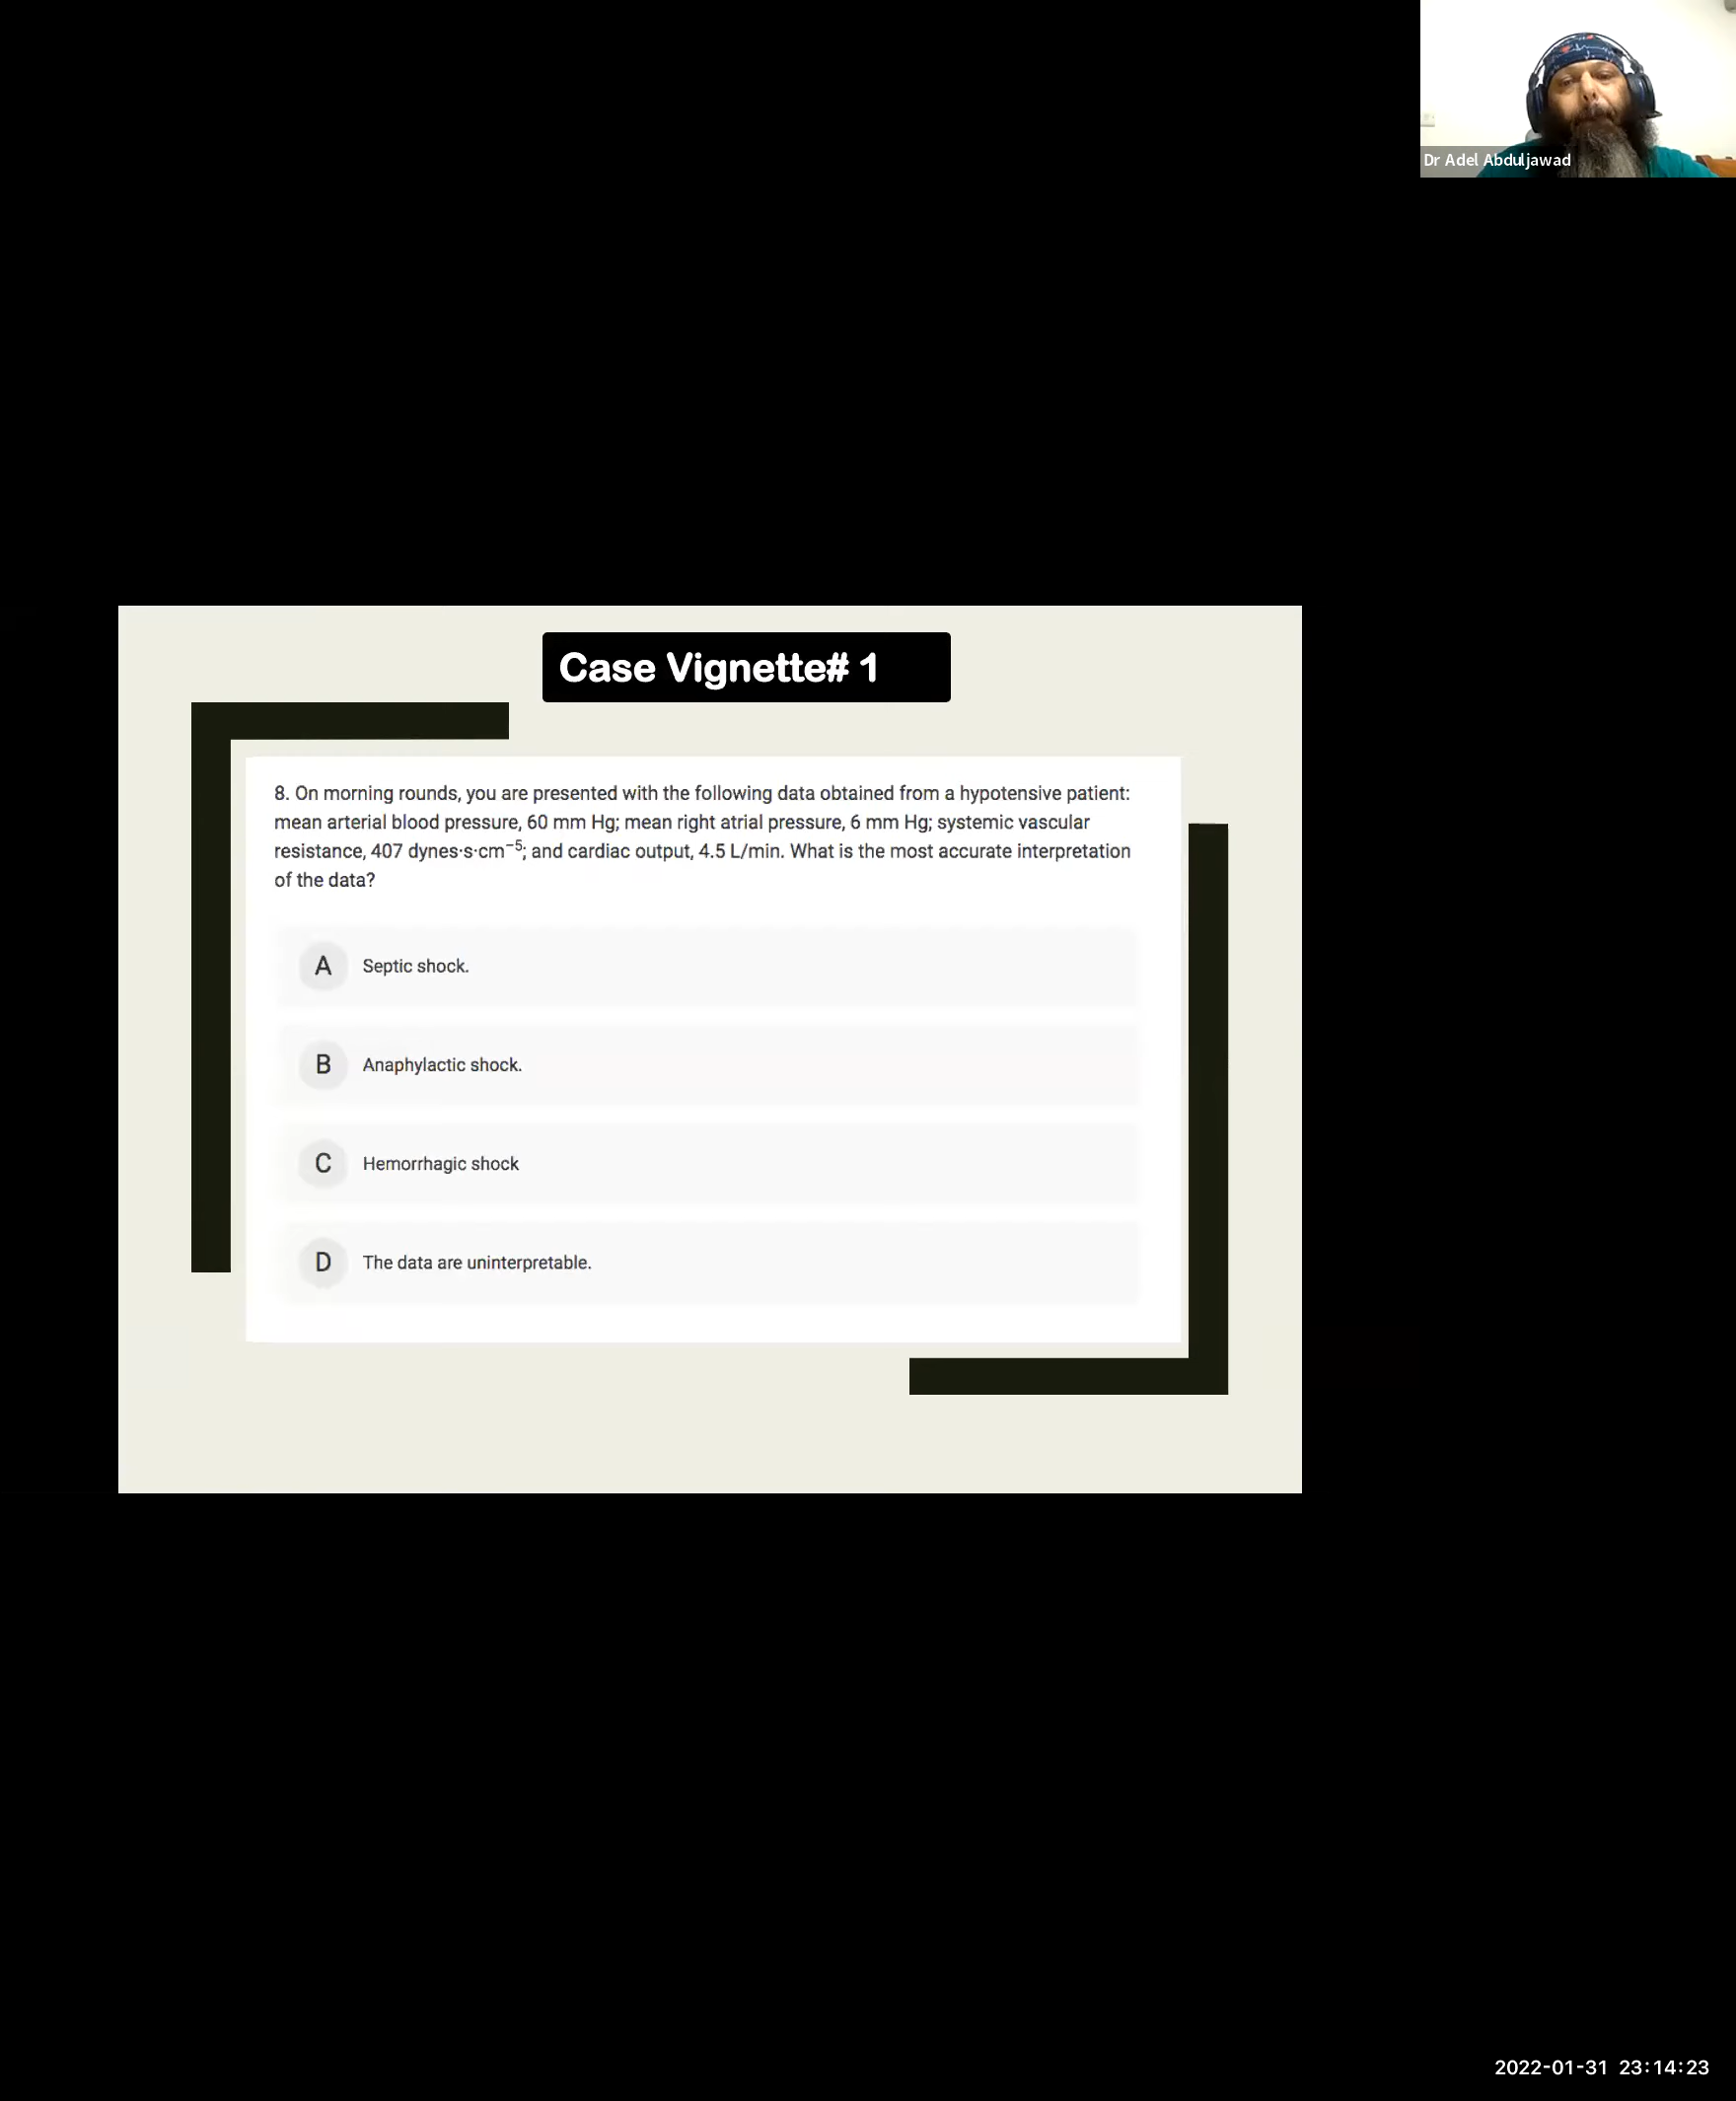 Dr Adel Abduljawad
Case Vignette# 1
8. On morning rounds, you are presented with the following data obtained from a hypotensive patient:
mean arterial blood pressure, 60 mm Hg; mean right atrial pressure, 6 mm Hg; systemic vascular
resistance, 407 dynes·s·cm⁻⁵; and cardiac output, 4.5 L/min. What is the most accurate interpretation
of the data?
A Septic shock.
B Anaphylactic shock.
C Hemorrhagic shock
D The data are uninterpretable.
2022-01-31 23:14:23